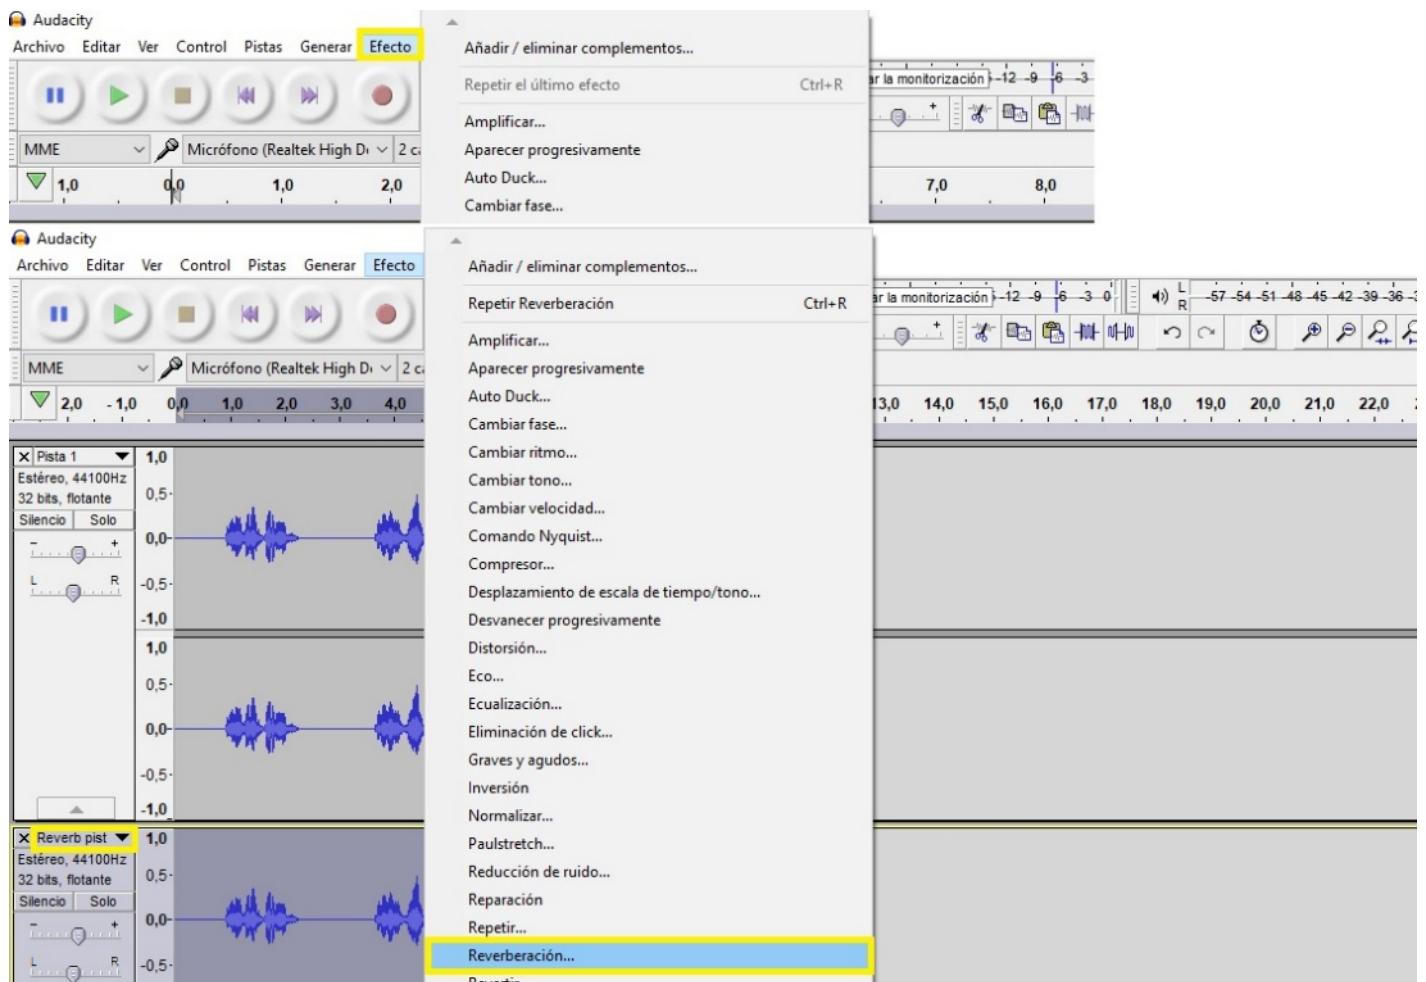 Audacity
Archivo Editar Ver Control Pistas Generar Efecto
Añadir / eliminar complementos...
Repetir el último efecto Ctrl+R
ar la monitorización -12 -9 -6 -3
Amplificar...
MME Micrófono (Realtek High D 2 c
Aparecer progresivamente
Auto Duck...
1,0 0,0 1,0 2,0 7,0 8,0
Cambiar fase...
Audacity
Archivo Editar Ver Control Pistas Generar Efecto
Añadir / eliminar complementos...
Repetir Reverberación Ctrl+R
ar la monitorización -12 -9 -6 -3 0 L R -57 -54 -51 -48 -45 -42 -39 -36 -3
Amplificar...
MME Micrófono (Realtek High D 2 c
Aparecer progresivamente
Auto Duck...
2,0 - 1,0 0,0 1,0 2,0 3,0 4,0 13,0 14,0 15,0 16,0 17,0 18,0 19,0 20,0 21,0 22,0
Cambiar fase...
Cambiar ritmo...
Cambiar tono...
Cambiar velocidad...
Comando Nyquist...
Compresor...
Desplazamiento de escala de tiempo/tono...
Desvanecer progresivamente
Distorsión...
Eco...
Ecualización...
Eliminación de click...
Graves y agudos...
Inversión
Normalizar...
Paulstretch...
Reducción de ruido...
Reparación
Repetir...
Reverberación...
Revertir
X Pista 1 1,0
Estéreo, 44100Hz
32 bits, flotante 0,5
Silencio Solo
- + 0,0
L R -0,5
-1,0
1,0
0,5
0,0
-0,5
-1,0
X Reverb pist 1,0
Estéreo, 44100Hz
32 bits, flotante 0,5
Silencio Solo
- + 0,0
L R -0,5